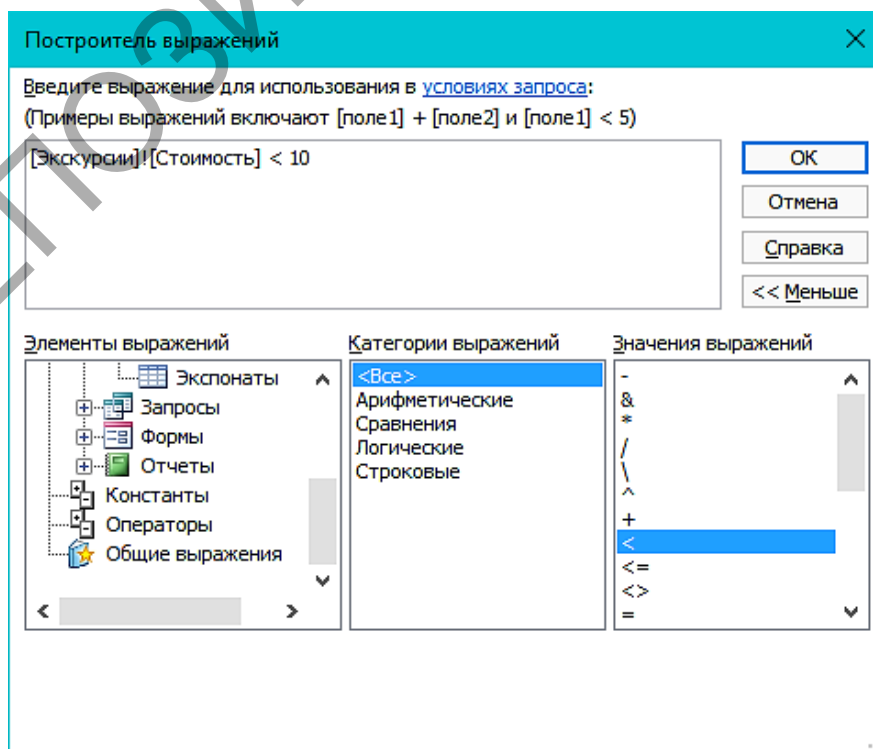 Построитель выражений
Введите выражение для использования в условиях запроса:
(Примеры выражений включают [поле1] + [поле2] и [поле1] < 5)
[Экскурсии]![Стоимость] < 10
OK
Отмена
Справка
<< Меньше
Элементы выражений
Экспонаты
Запросы
Формы
Отчеты
Константы
Операторы
Общие выражения
Категории выражений
<Все>
Арифметические
Сравнения
Логические
Строковые
Значения выражений
-
&
*
/
\
^
+
<
<=
<>
=